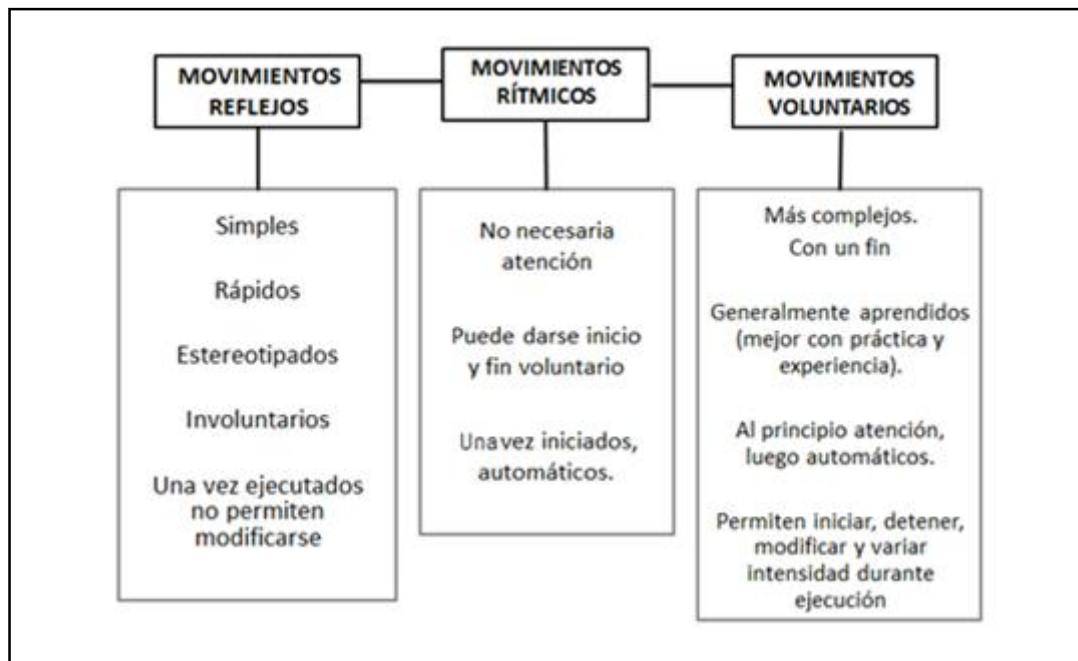 MOVIMIENTOS
REFLEJOS
Simples
Rápidos
Estereotipados
Involuntarios
Una vez ejecutados
no permiten
modificarse
MOVIMIENTOS
RÍTMICOS
No necesaria
atención
Puede darse inicio
y fin voluntario
Una vez iniciados,
automáticos.
MOVIMIENTOS
VOLUNTARIOS
Más complejos.
Con un fin
Generalmente aprendidos
(mejor con práctica y
experiencia).
Al principio atención,
luego automáticos.
Permiten iniciar, detener,
modificar y variar
intensidad durante
ejecución